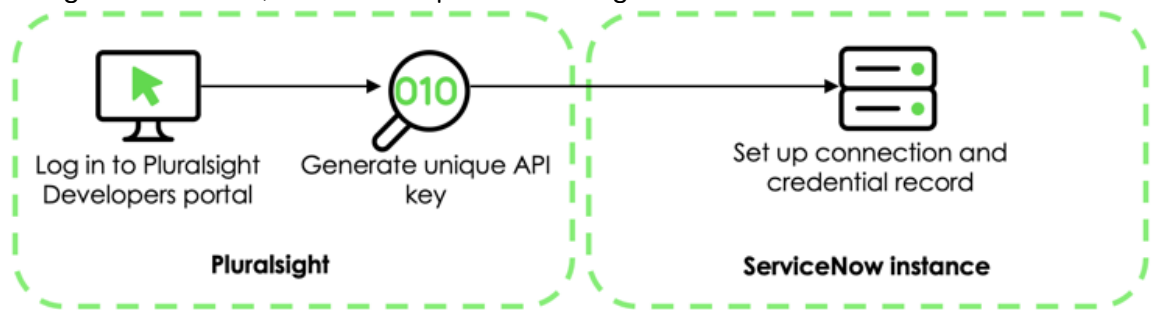 Log in to Pluralsight
Developers portal
010
Generate unique API
key
Set up connection and
credential record
Pluralsight
ServiceNow instance